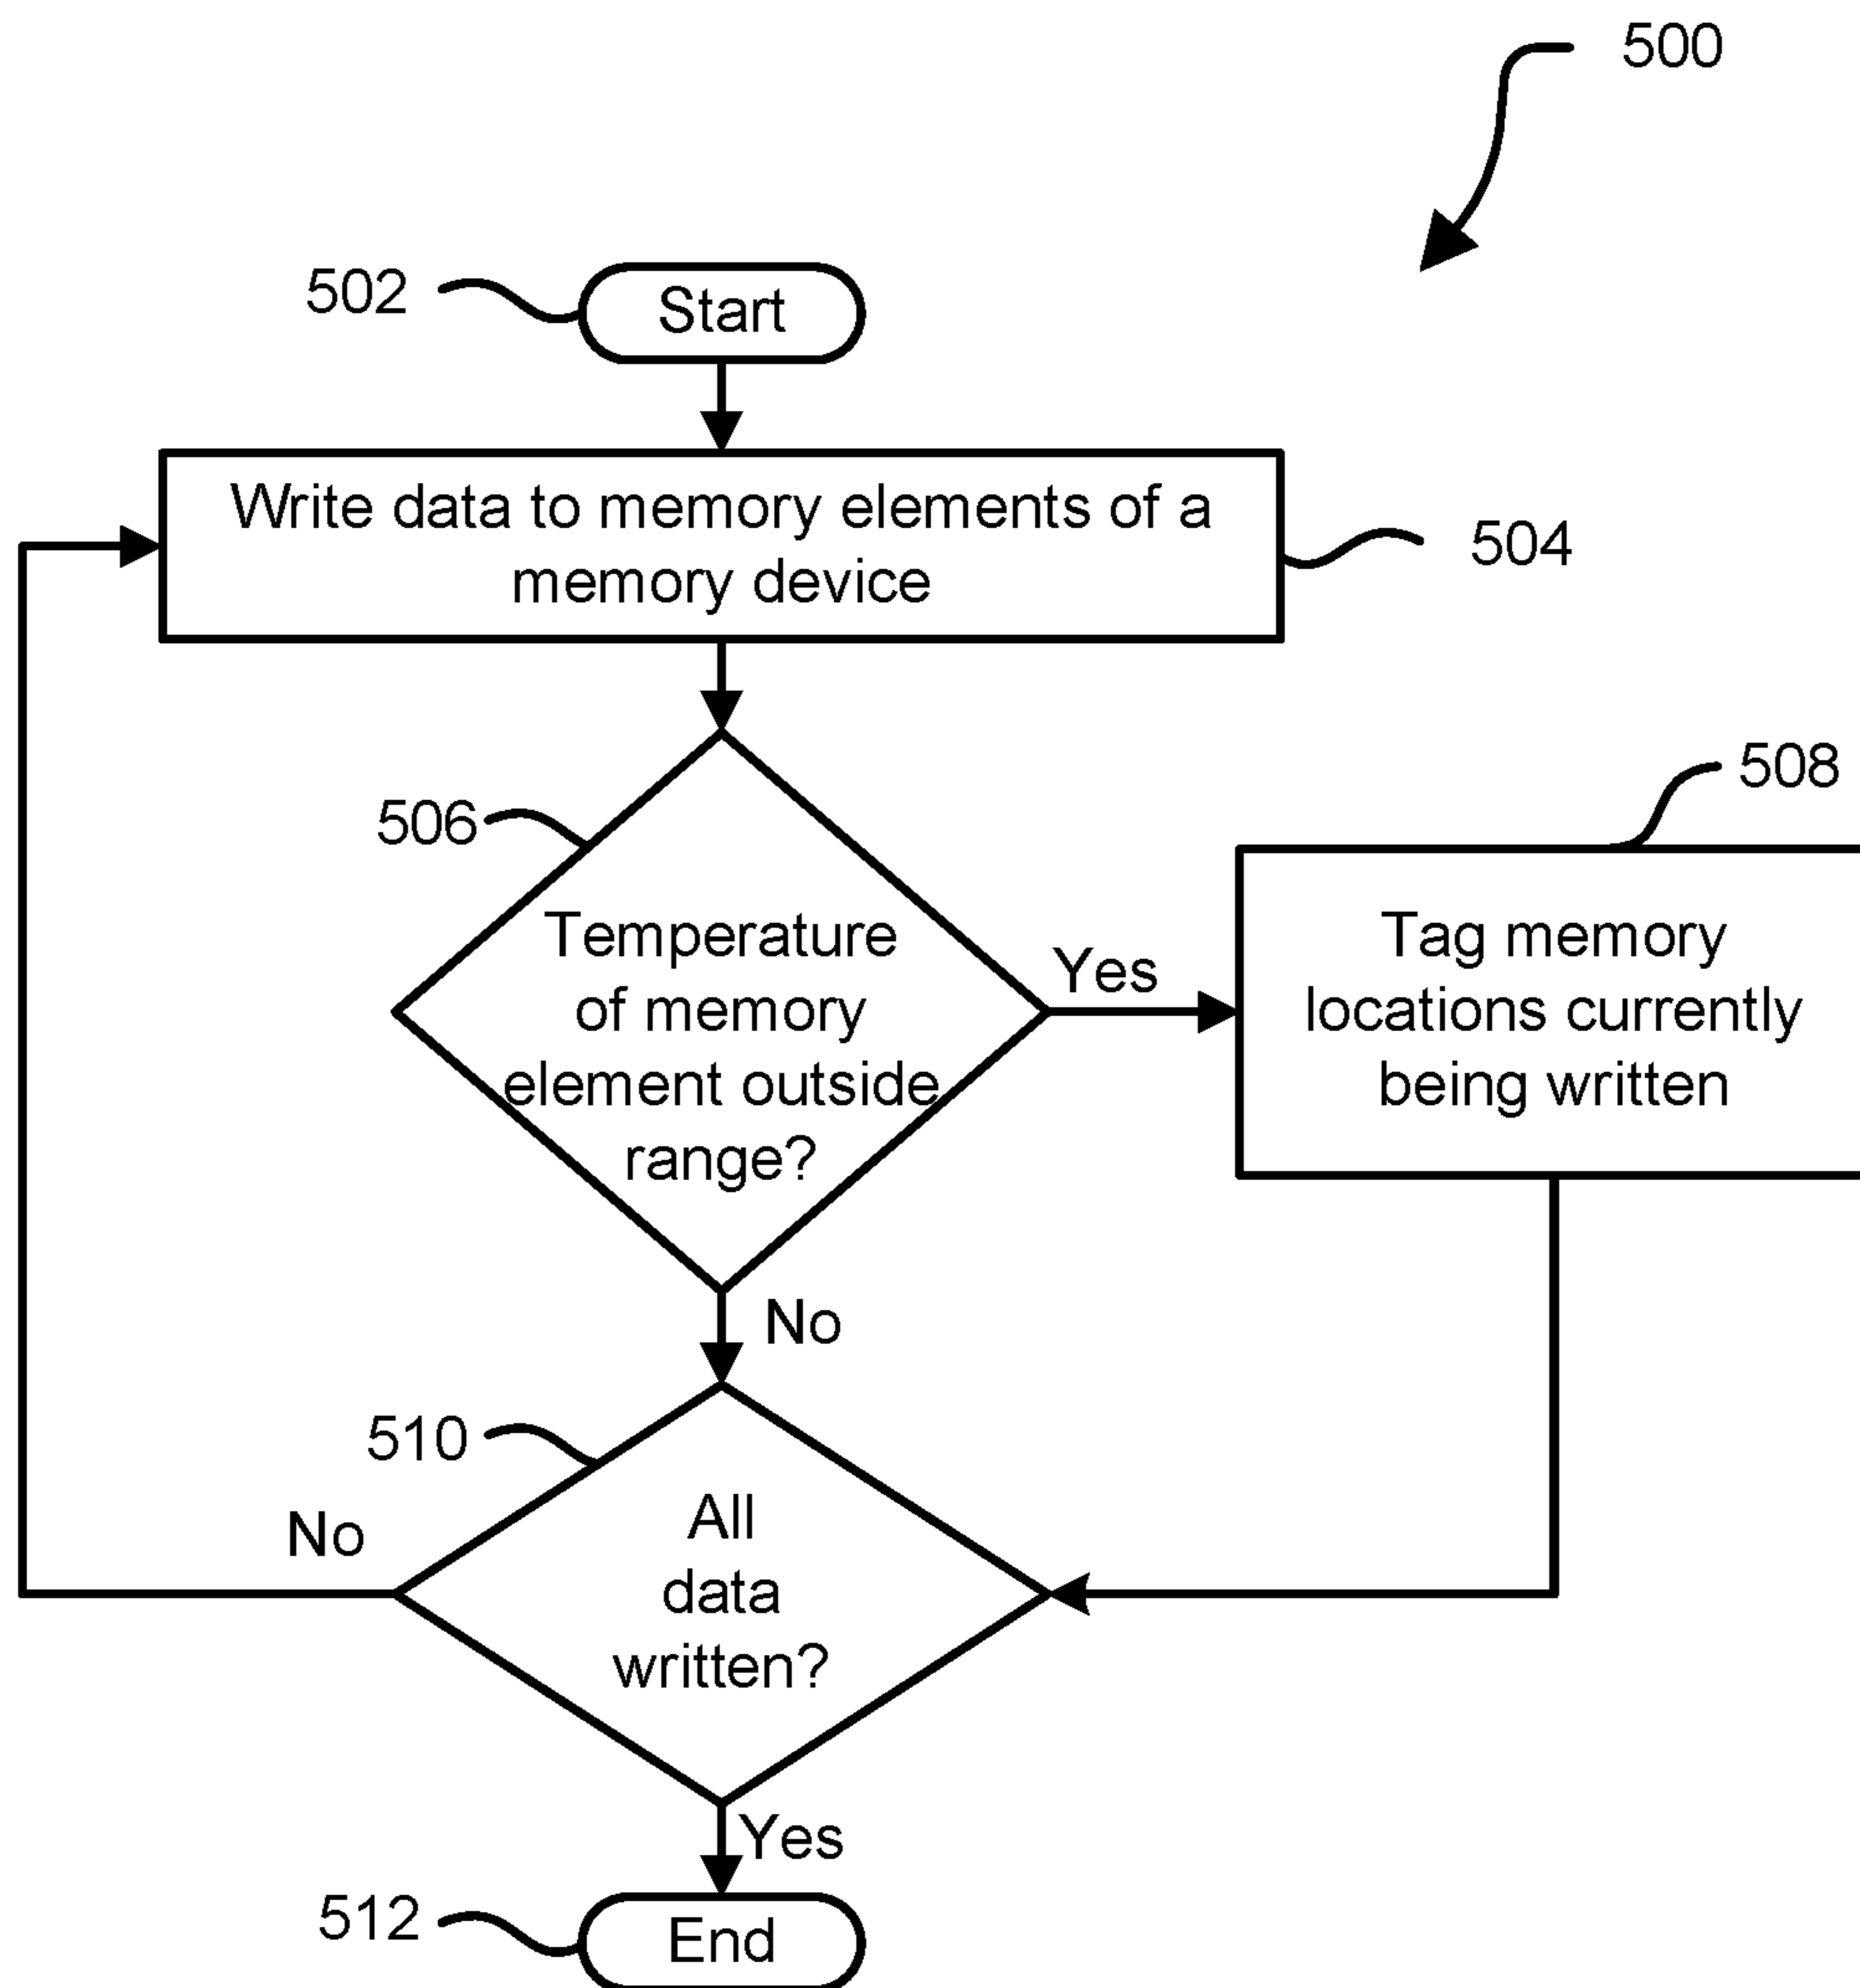 500
502
Start
Write data to memory elements of a
memory device
504
506
508
Temperature
of memory
element outside
range?
Yes
Tag memory
locations currently
being written
No
510
No
All
data
written?
Yes
512
End